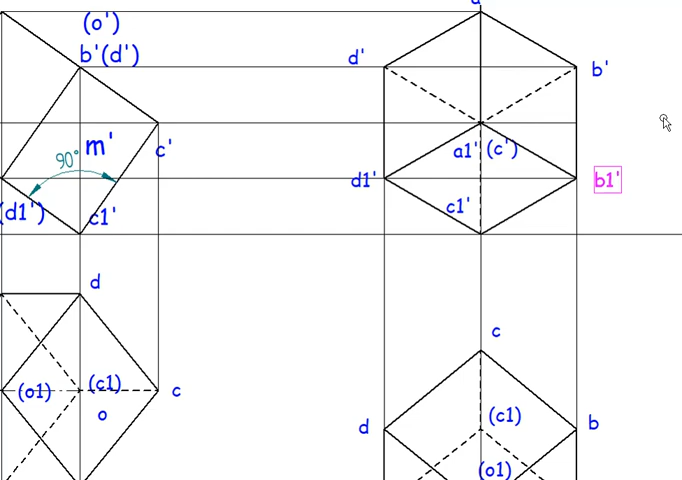 (o')
b'(d')
d'
b'
90°
m'
c'
a1'
(c')
d1'
b1'
(d1')
c1'
c1'
d
c
(o1)
(c1)
c
o
(c1)
d
b
(o1)